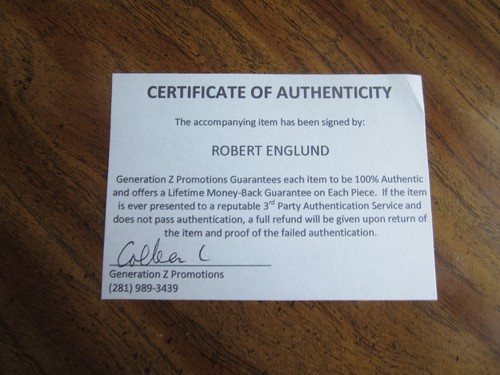 CERTIFICATE OF AUTHENTICITY
The accompanying item has been signed by:
ROBERT ENGLUND
Generation Z Promotions Guarantees each item to be 100% Authentic
and offers a Lifetime Money-Back Guarantee on Each Piece. If the item
is ever presented to a reputable 3rd Party Authentication Service and
does not pass authentication, a full refund will be given upon return of
the item and proof of the failed authentication.
Colleen C
Generation Z Promotions
(281) 989-3439